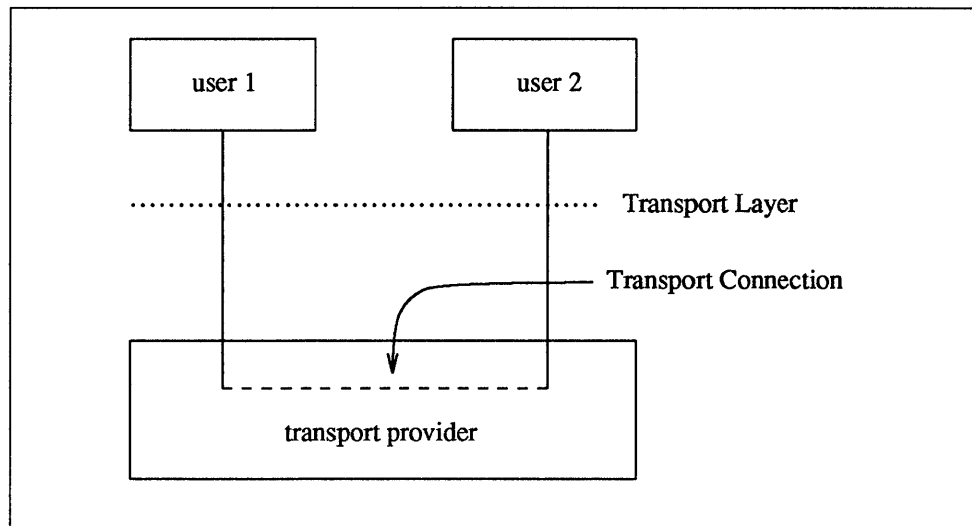 user 1
user 2
Transport Layer
Transport Connection
transport provider